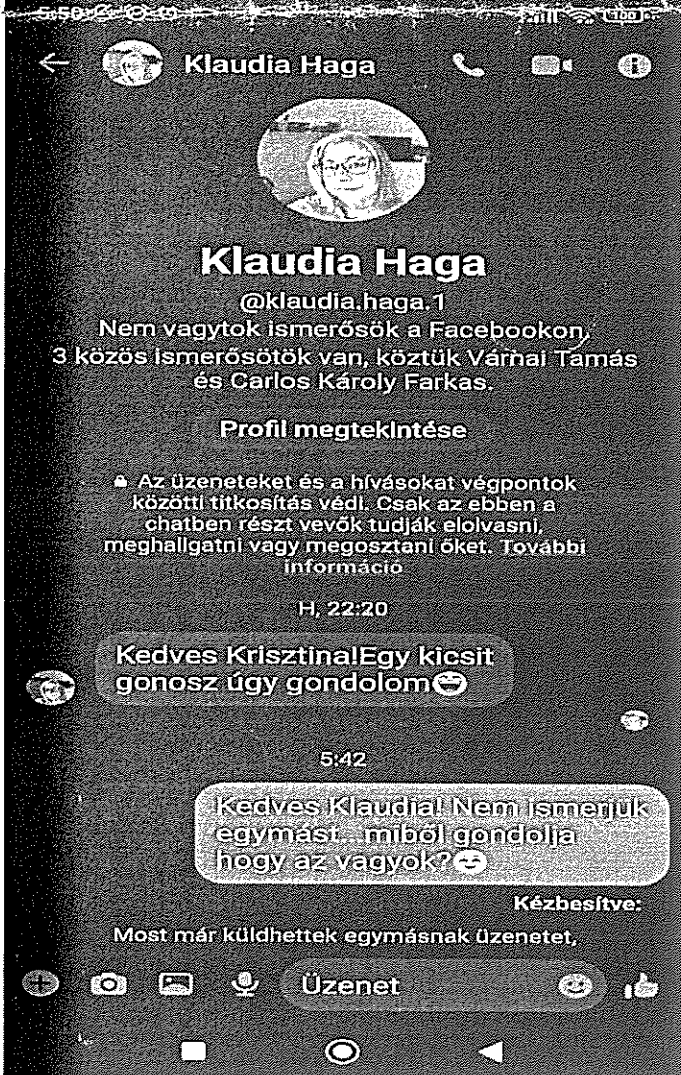 5:50
100
Klaudia Haga
Klaudia Haga
@klaudia.haga.1
Nem vagytok ismerősök a Facebookon,
3 közös ismerősötök van, köztük Várnai Tamás
és Carlos Károly Farkas.
Profil megtekintése
Az üzeneteket és a hívásokat végpontok
közötti titkosítás védi. Csak az ebben a
chatben részt vevők tudják elolvasni,
meghallgatni vagy megosztani őket. További
információ
H, 22:20
Kedves Krisztina!Egy kicsit
gonosz úgy gondolom😄
5:42
Kedves Klaudia! Nem ismerjük
egymást...miből gondolja
hogy az vagyok?😊
Kézbesítve:
Most már küldhettek egymásnak üzenetet,
Üzenet